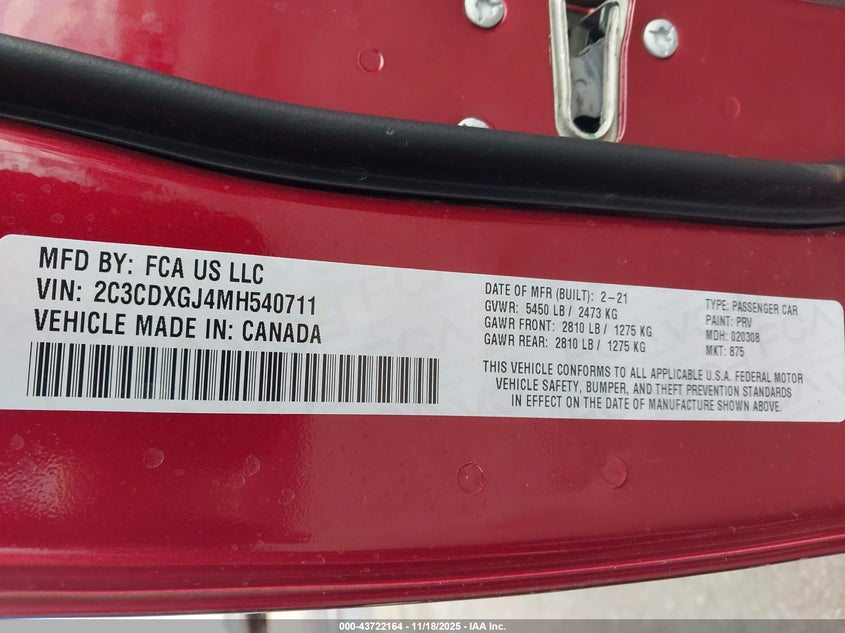 MFD BY: FCA US LLC
VIN: 2C3CDXGJ4MH540711
VEHICLE MADE IN: CANADA
DATE OF MFR (BUILT): 2-21
GVWR: 5450 LB / 2473 KG
GAWR FRONT: 2810 LB / 1275 KG
GAWR REAR: 2810 LB / 1275 KG
TYPE: PASSENGER CAR
PAINT: PRV
MDH: 020308
MKT: 875
THIS VEHICLE CONFORMS TO ALL APPLICABLE U.S.A. FEDERAL MOTOR
VEHICLE SAFETY, BUMPER, AND THEFT PREVENTION STANDARDS
IN EFFECT ON THE DATE OF MANUFACTURE SHOWN ABOVE.
000-43722164 - 11/18/2025 - IAA Inc.